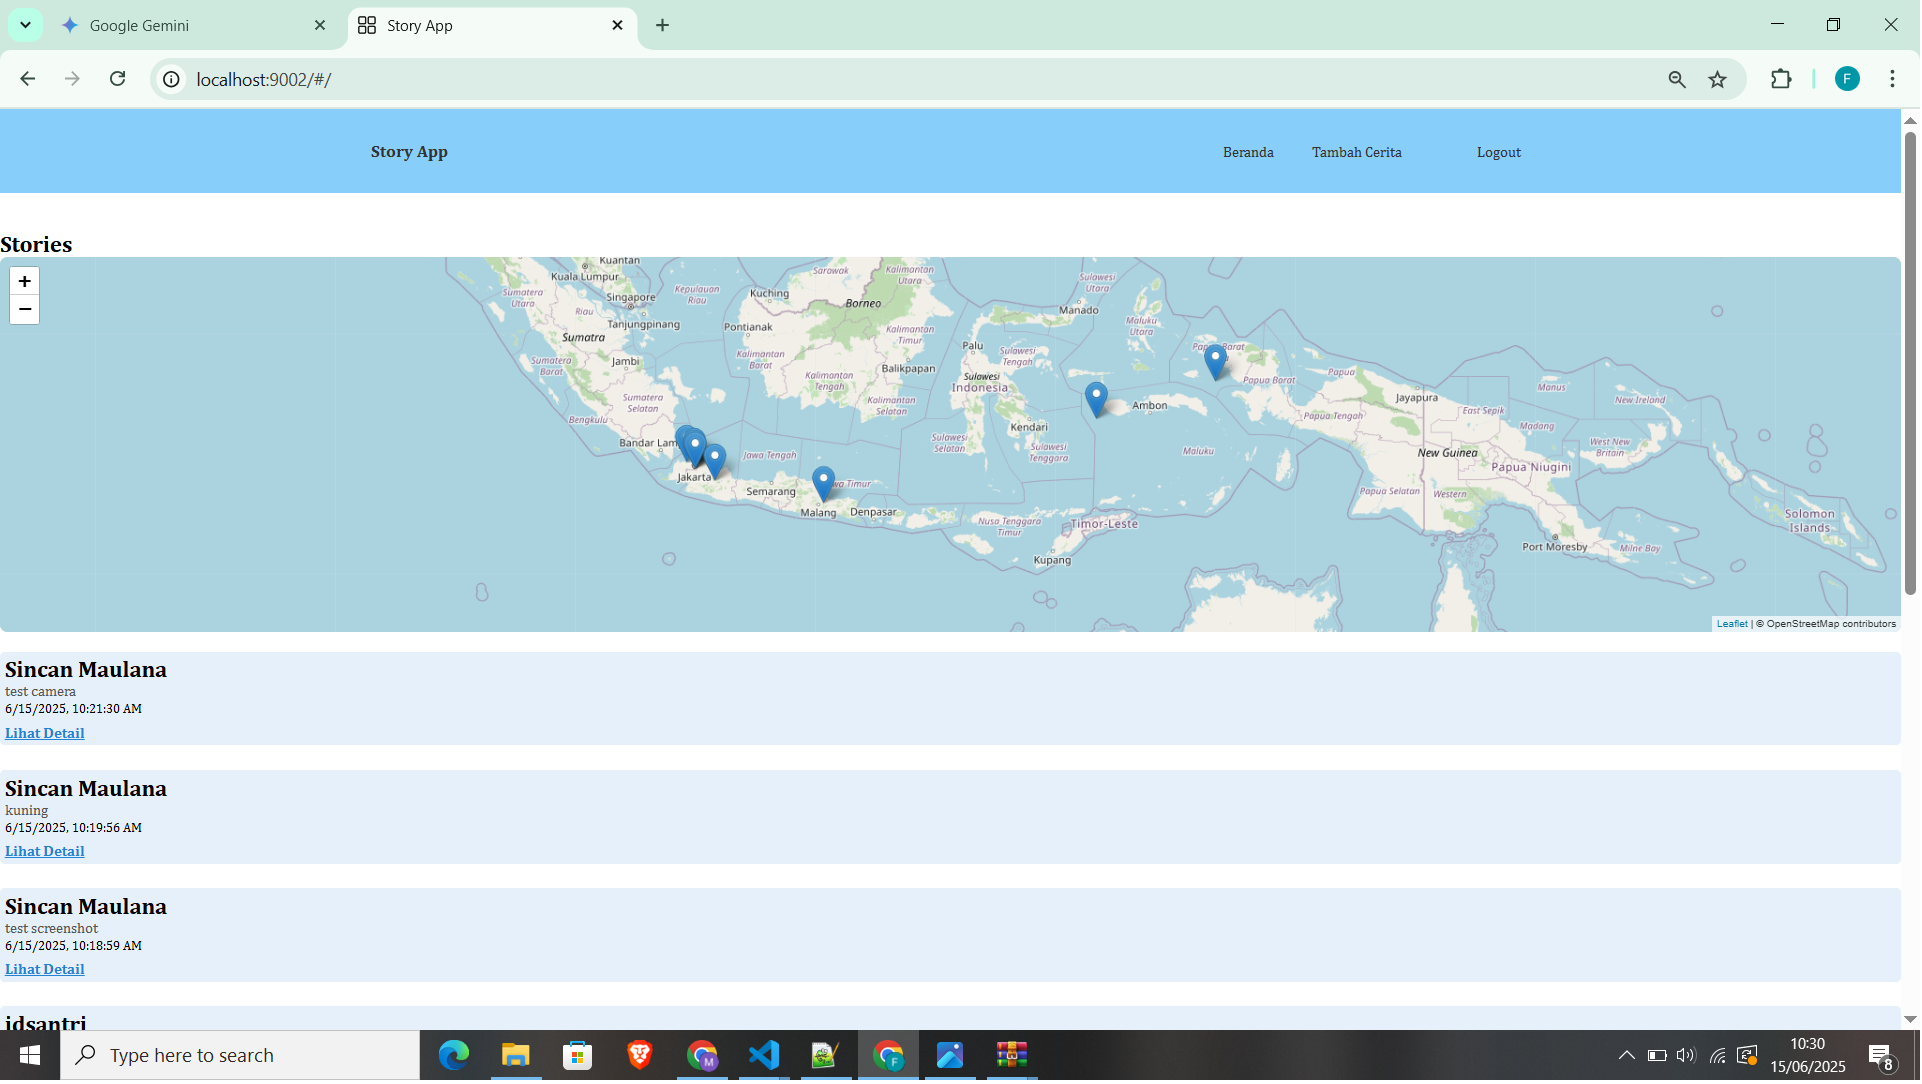 Google Gemini
Story App
localhost:9002/#/
F
Story App
Beranda
Tambah Cerita
Logout
Stories
+
−
Kuantan
Kuala Lumpur
Sumatera Utara
Singapore
Kepulauan Riau
Riau
Tanjungpinang
Sumatra
Sumatera Barat
Jambi
Bengkulu
Sumatera Selatan
Bandar Lam
Sarawak
Kuching
Borneo
Kalimantan Utara
Pontianak
Kalimantan Timur
Kalimantan Barat
Kalimantan Tengah
Balikpapan
Kalimantan Selatan
Sulawesi Utara
Manado
Maluku Utara
Palu
Sulawesi Tengah
Sulawesi
Indonesia
Kendari
Sulawesi Selatan
Sulawesi Tenggara
Ambon
Maluku
Papua Barat
Papua
Papua Tengah
Jayapura
East Sepik
Manus
New Ireland
Madang
West New Britain
New Guinea
Papua Niugini
Papua Selatan
Western
Port Moresby
Milne Bay
Solomon Islands
Jakarta
Jawa Tengah
Semarang
Timur
Malang
Denpasar
Nusa Tenggara Timur
Timor-Leste
Kupang
Leaflet | © OpenStreetMap contributors
Sincan Maulana
test camera
6/15/2025, 10:21:30 AM
Lihat Detail
Sincan Maulana
kuning
6/15/2025, 10:19:56 AM
Lihat Detail
Sincan Maulana
test screenshot
6/15/2025, 10:18:59 AM
Lihat Detail
idsantri
Type here to search
M
F
10:30
15/06/2025
8